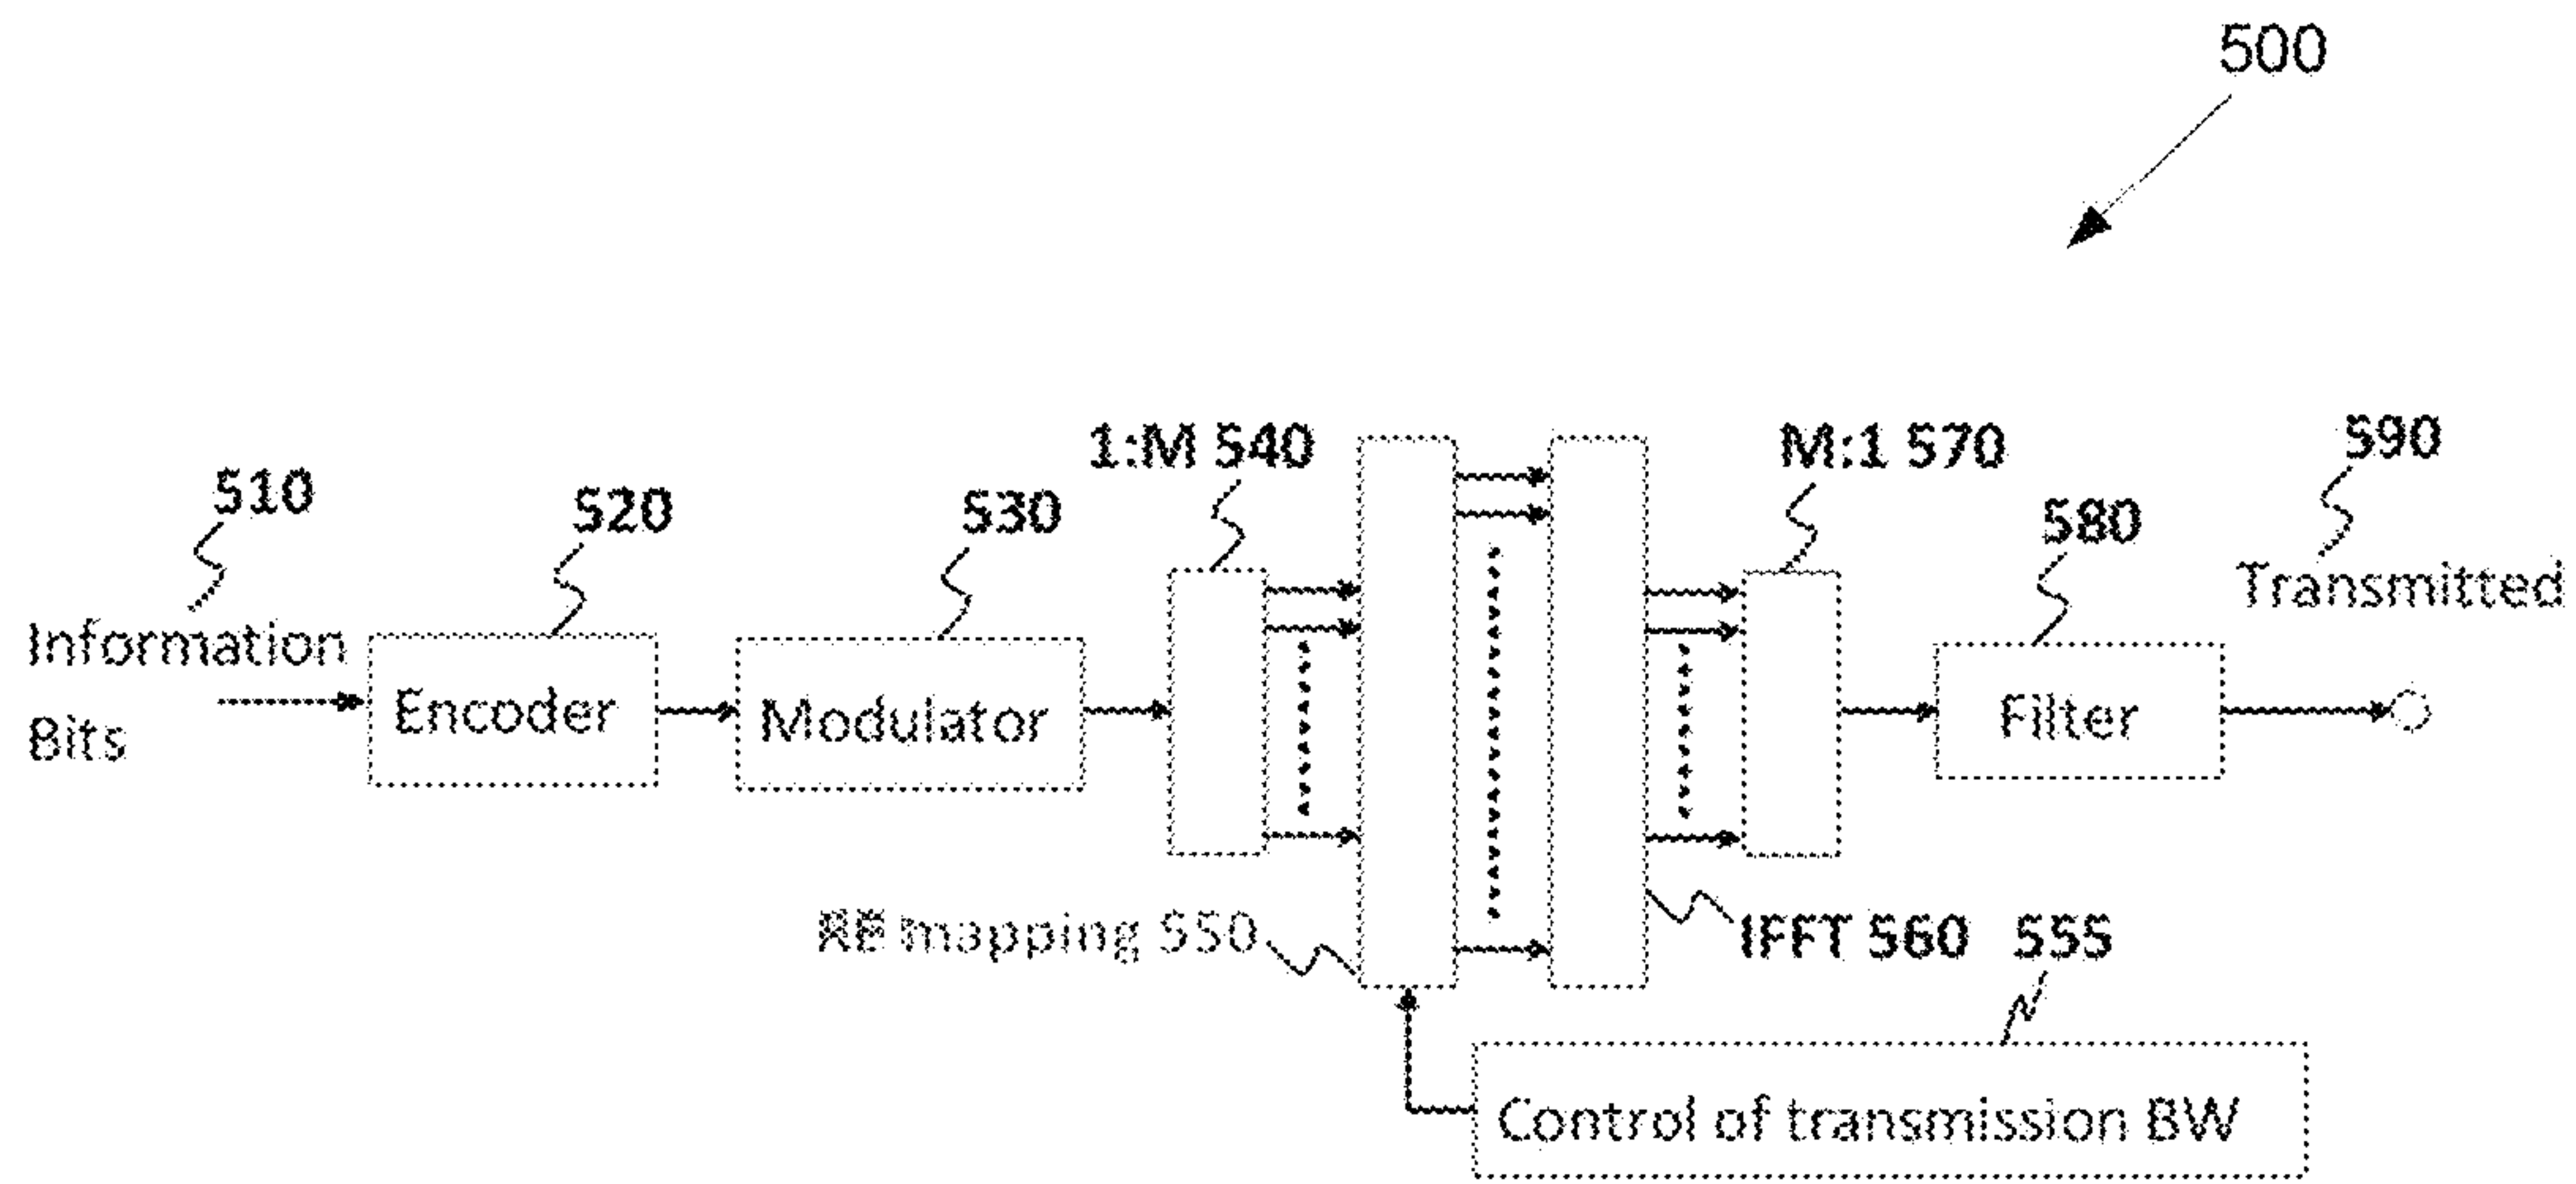 500
1:M 540
M:1 570
590
510
520
530
580
Transmitted
Information
Bits
Encoder
Modulator
Filter
mapping 550
IFFT 560
555
Control of transmission BW